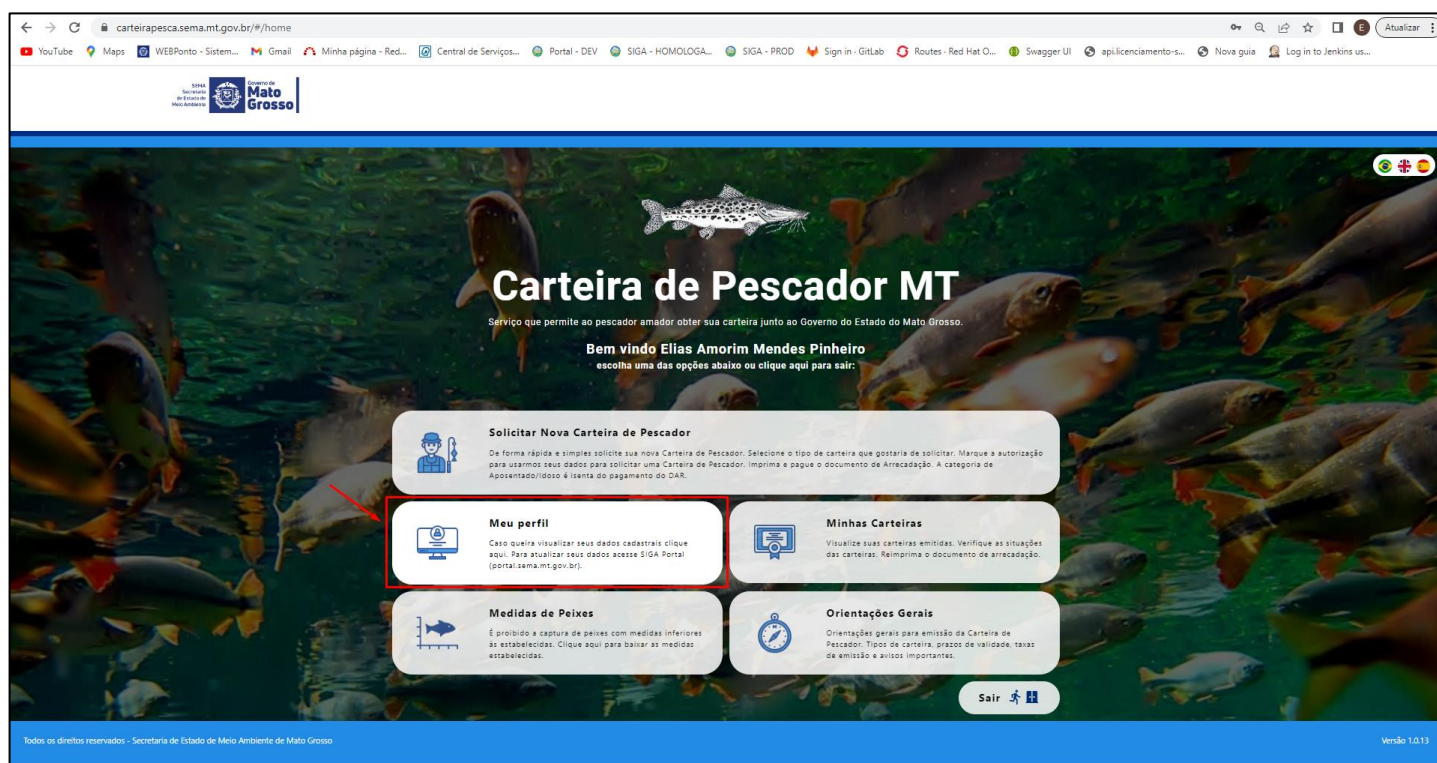 carteirapesca.sema.mt.gov.br/#/home
E
Atualizar
YouTube
Maps
WEBPonto - Sistem...
Gmail
Minha página - Red...
Central de Serviços...
Portal - DEV
SIGA - HOMOLOGA...
SIGA - PROD
Sign in · GitLab
Routes · Red Hat O...
Swagger UI
api.licenciamento-s...
Nova guia
Log in to Jenkins us...
SEMA
Secretaria
de Estado de
Meio Ambiente
Governo de
Mato
Grosso
Carteira de Pescador MT
Serviço que permite ao pescador amador obter sua carteira junto ao Governo do Estado do Mato Grosso.
Bem vindo Elias Amorim Mendes Pinheiro
escolha uma das opções abaixo ou clique aqui para sair:
Solicitar Nova Carteira de Pescador
De forma rápida e simples solicite sua nova Carteira de Pescador. Selecione o tipo de carteira que gostaria de solicitar. Marque a autorização
para usarmos seus dados para solicitar uma Carteira de Pescador. Imprima e pague o documento de Arrecadação. A categoria de
Aposentado/Idoso é isenta do pagamento do DAR.
Meu perfil
Caso queira visualizar seus dados cadastrais clique
aqui. Para atualizar seus dados acesse SIGA Portal
(portal.sema.mt.gov.br).
Minhas Carteiras
Visualize suas carteiras emitidas. Verifique as situações
das carteiras. Reimprima o documento de arrecadação.
Medidas de Peixes
É proibido a captura de peixes com medidas inferiores
às estabelecidas. Clique aqui para baixar as medidas
estabelecidas.
Orientações Gerais
Orientações gerais para emissão da Carteira de
Pescador. Tipos de carteira, prazos de validade, taxas
de emissão e avisos importantes.
Sair
Todos os direitos reservados - Secretaria de Estado de Meio Ambiente de Mato Grosso
Versão 1.0.13